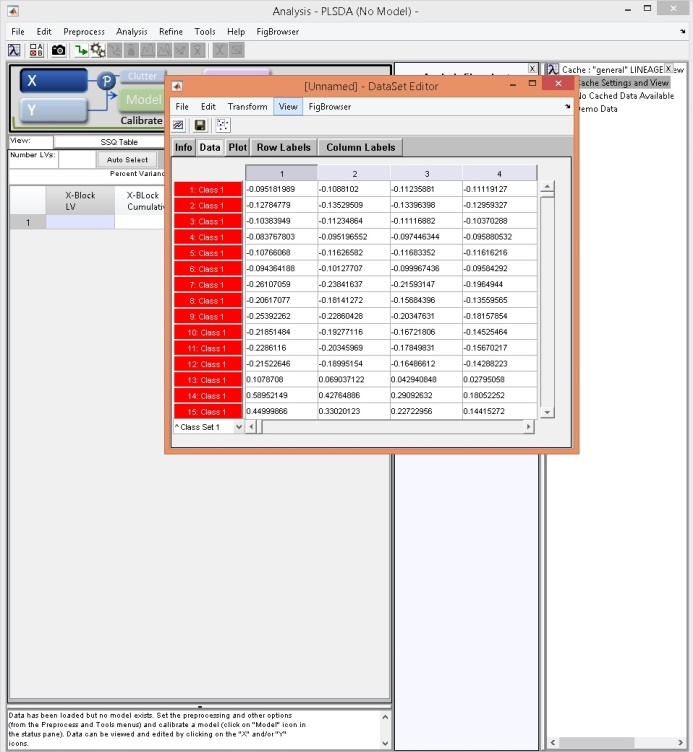 Analysis - PLSDA (No Model) -
File Edit Preprocess Analysis Refine Tools Help FigBrowser
X
P
Clutter
Y
Model
Calibrate
Cache : "general" LINEAGE
Cache Settings and View
No Cached Data Available
Demo Data
View: SSQ Table
Number LVs: Auto Select
Percent Varianc
X-Block X-BLock
LV Cumulativ
1
[Unnamed] - DataSet Editor
File Edit Transform View FigBrowser
Info Data Plot Row Labels Column Labels
1 2 3 4
1: Class 1 -0.095181989 -0.1088102 -0.11235881 -0.11119127
2: Class 1 -0.12784779 -0.13529509 -0.13396398 -0.12959327
3: Class 1 -0.10383949 -0.11234864 -0.11116882 -0.10370288
4: Class 1 -0.083767803 -0.095196552 -0.097446344 -0.095880532
5: Class 1 -0.10766068 -0.11626582 -0.11683352 -0.11616216
6: Class 1 -0.094364188 -0.10127707 -0.099967436 -0.09584292
7: Class 1 -0.26107059 -0.23841637 -0.21593147 -0.1964944
8: Class 1 -0.20617077 -0.18141272 -0.15684396 -0.13559565
9: Class 1 -0.25392262 -0.22860428 -0.20347631 -0.18157854
10: Class 1 -0.21851484 -0.19277116 -0.16721806 -0.14525464
11: Class 1 -0.2286116 -0.20345969 -0.17849831 -0.15670217
12: Class 1 -0.21522646 -0.18995154 -0.16486612 -0.14288223
13: Class 1 0.1078708 0.069037122 0.042940848 0.02795058
14: Class 1 0.58952149 0.42764886 0.29092632 0.18052252
15: Class 1 0.44999866 0.33020123 0.22722956 0.14415272
^ Class Set 1
Data has been loaded but no model exists. Set the preprocessing and other options
(from the Preprocess and Tools menus) and calibrate a model (click on "Model" icon in
the status pane). Data can be viewed and edited by clicking on the "X" and/or "Y"
icons.